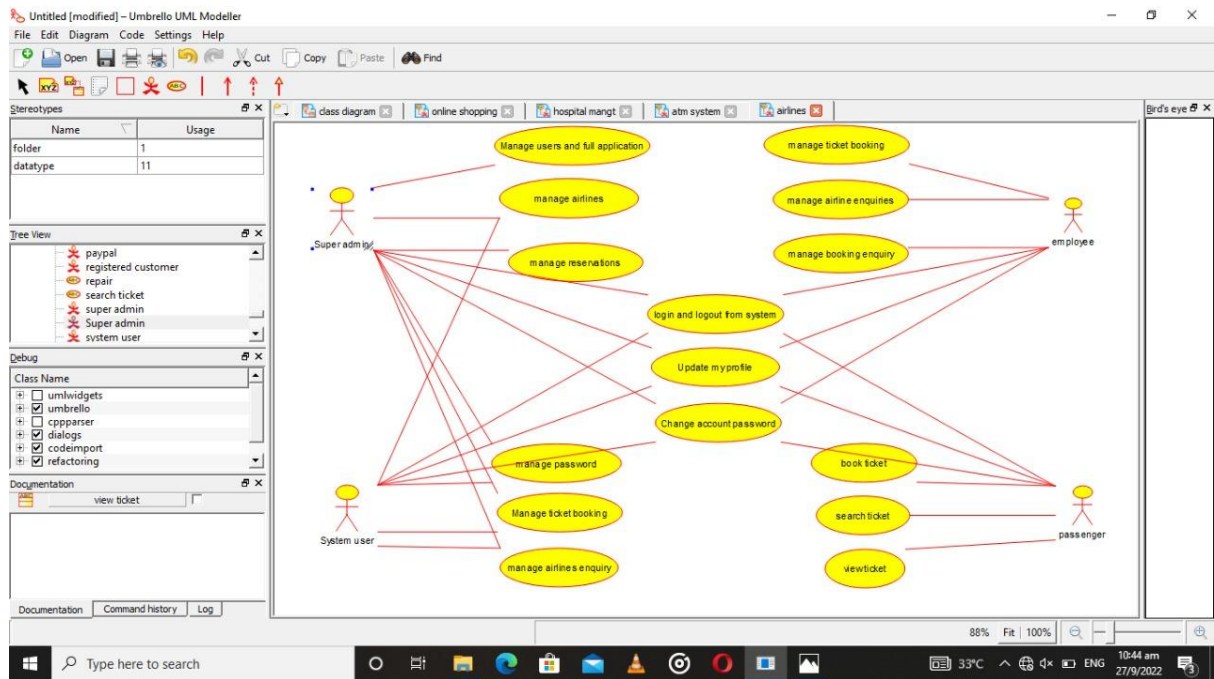 Untitled [modified] – Umbrello UML Modeller
File Edit Diagram Code Settings Help
Open Cut Copy Paste Find
XYZ ABC
Stereotypes
Name Usage
folder 1
datatype 11
Tree View
paypal
registered customer
repair
search ticket
super admin
Super admin
system user
Debug
Class Name
umlwidgets
umbrello
cppparser
dialogs
codeimport
refactoring
Documentation
view ticket
Documentation Command history Log
class diagram online shopping hospital mangt atm system airlines
Bird's eye
Manage users and full application
manage ticket booking
manage airlines
manage airline enquiries
Super admin
employee
manage reservations
manage booking enquiry
login and logout from system
Update my profile
Change account password
manage password
book ticket
Manage ticket booking
search ticket
System user
passenger
manage airlines enquiry
view ticket
88% Fit 100%
Type here to search
33°C ENG 10:44 am
27/9/2022
3